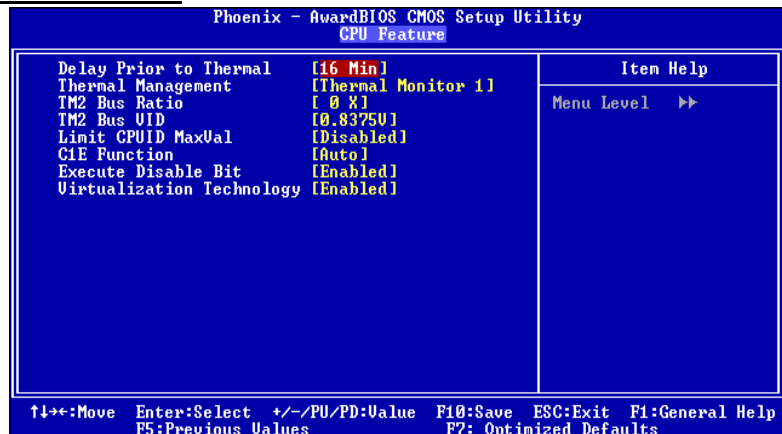 Phoenix - AwardBIOS CMOS Setup Utility
CPU Feature
Delay Prior to Thermal [16 Min]
Thermal Management [Thermal Monitor 1]
TM2 Bus Ratio [ 0 X]
TM2 Bus VID [0.8375V]
Limit CPUID MaxVal [Disabled]
C1E Function [Auto]
Execute Disable Bit [Enabled]
Virtualization Technology [Enabled]
Item Help
Menu Level ▶▶
↑↓→←:Move Enter:Select +/-/PU/PD:Value F10:Save ESC:Exit F1:General Help
F5:Previous Values F7: Optimized Defaults